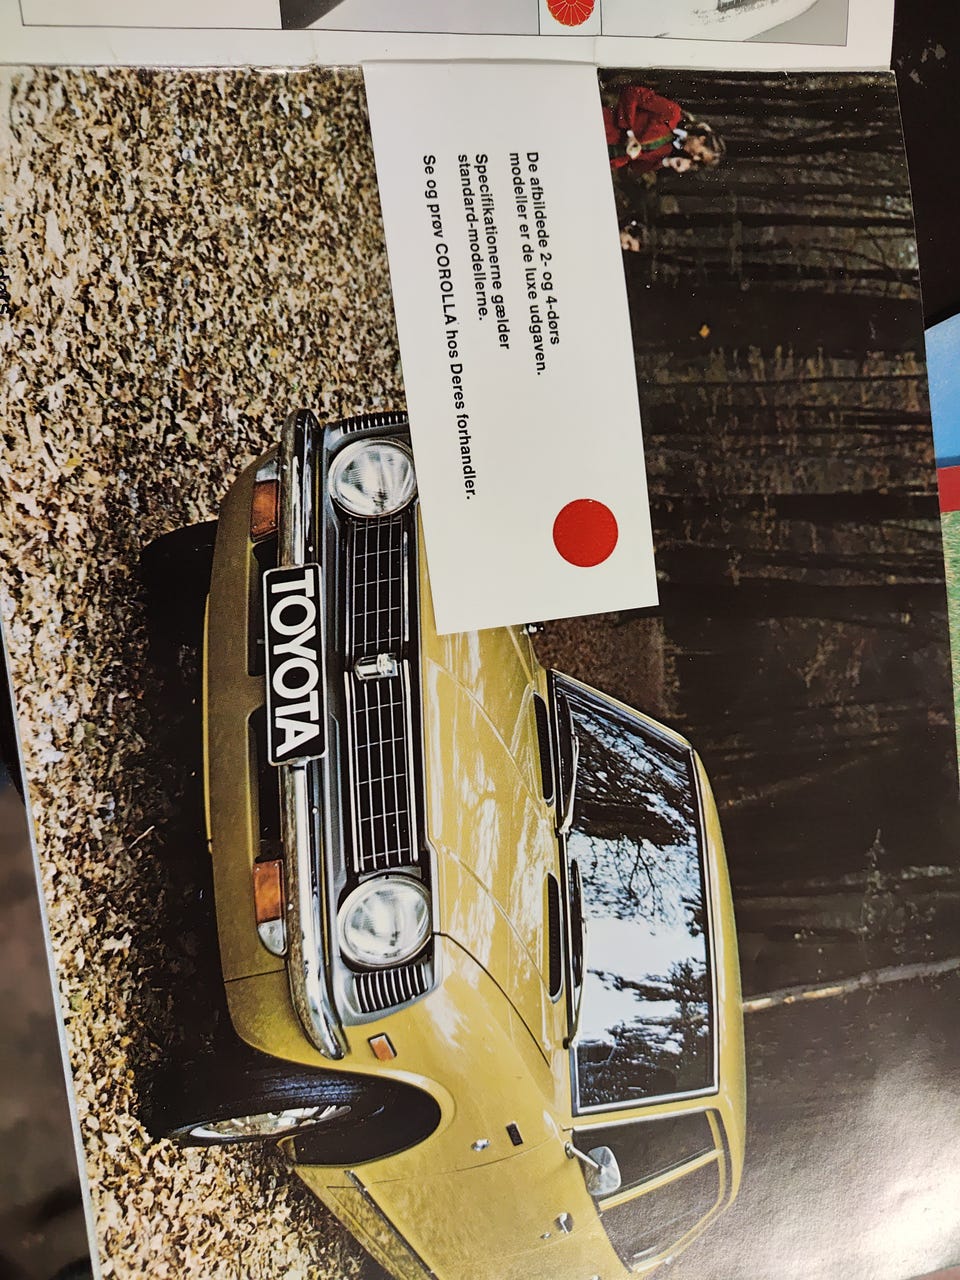 De afbildede 2- og 4-dørs
modeller er de luxe udgaven.
Specifikationerne gælder
standard-modellerne.
Se og prøv COROLLA hos Deres forhandler.
TOYOTA